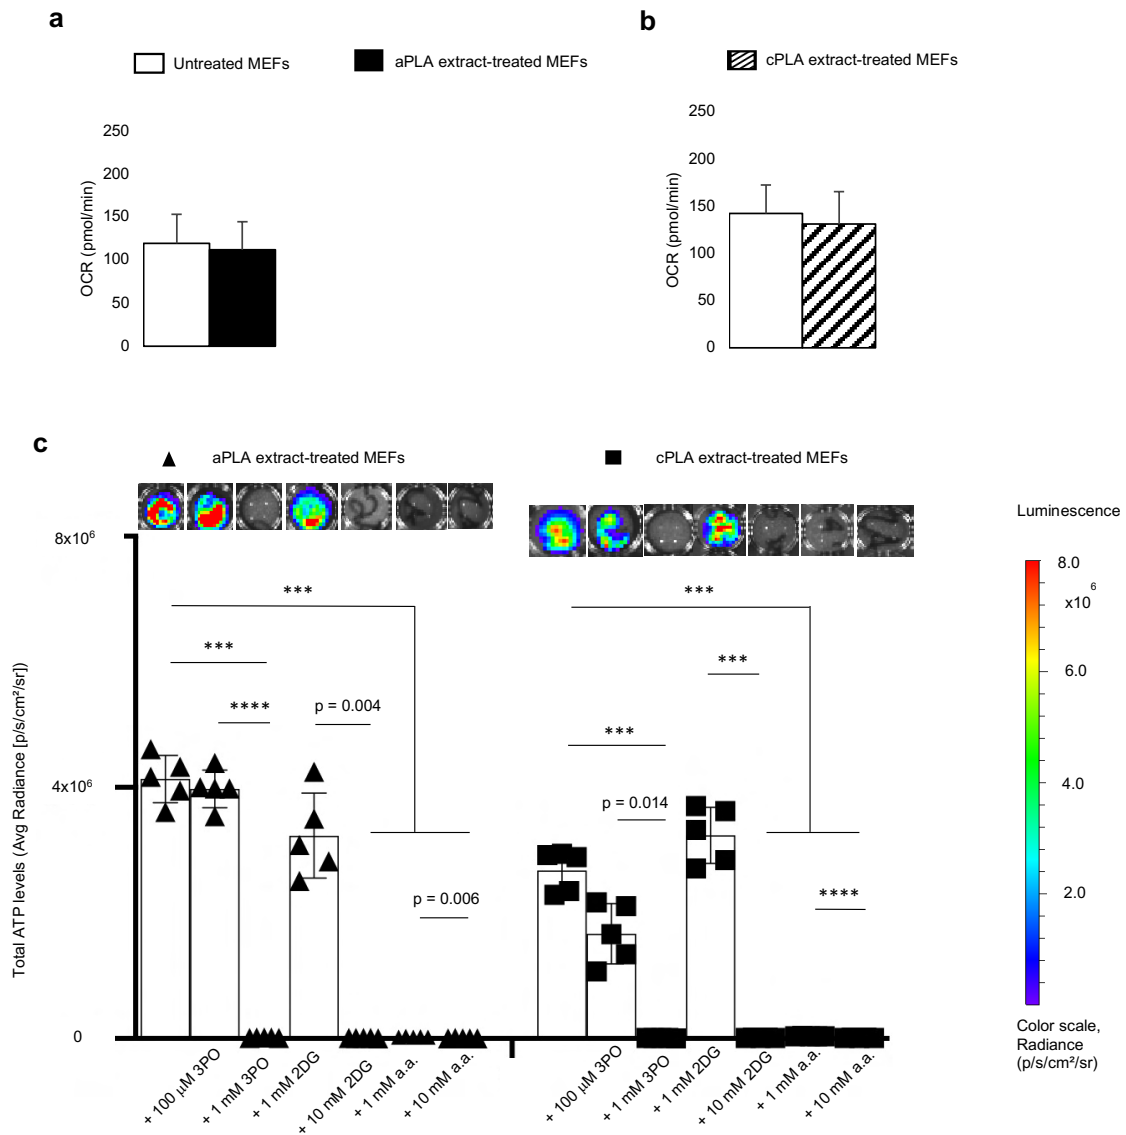 a
b
Untreated MEFs
aPLA extract-treated MEFs
cPLA extract-treated MEFs
OCR (pmol/min)
250
200
150
100
50
0
OCR (pmol/min)
250
200
150
100
50
0
c
aPLA extract-treated MEFs
cPLA extract-treated MEFs
Total ATP levels (Avg Radiance [p/s/cm²/sr])
8x10⁶
4x10⁶
0
***
***
****
p = 0.004
p = 0.006
***
***
***
p = 0.014
****
+ 100 µM 3PO
+ 1 mM 3PO
+ 1 mM 2DG
+ 10 mM 2DG
+ 1 mM a.a.
+ 10 mM a.a.
+ 100 µM 3PO
+ 1 mM 3PO
+ 1 mM 2DG
+ 10 mM 2DG
+ 1 mM a.a.
+ 10 mM a.a.
Luminescence
8.0
x10⁶
6.0
4.0
2.0
Color scale,
Radiance
(p/s/cm²/sr)